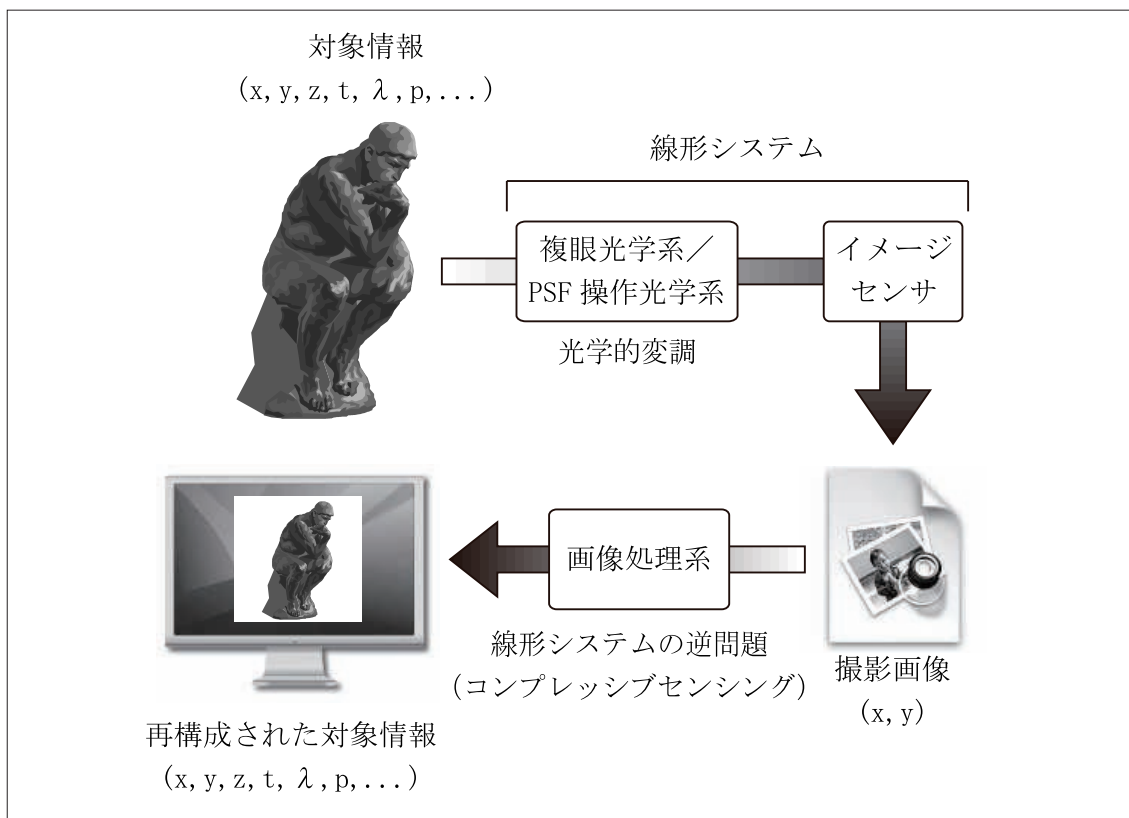 対象情報
(x, y, z, t, λ, p, ...)
線形システム
複眼光学系／
PSF 操作光学系
イメージ
センサ
光学的変調
画像処理系
線形システムの逆問題
(コンプレッシブセンシング)
撮影画像
(x, y)
再構成された対象情報
(x, y, z, t, λ, p, ...)